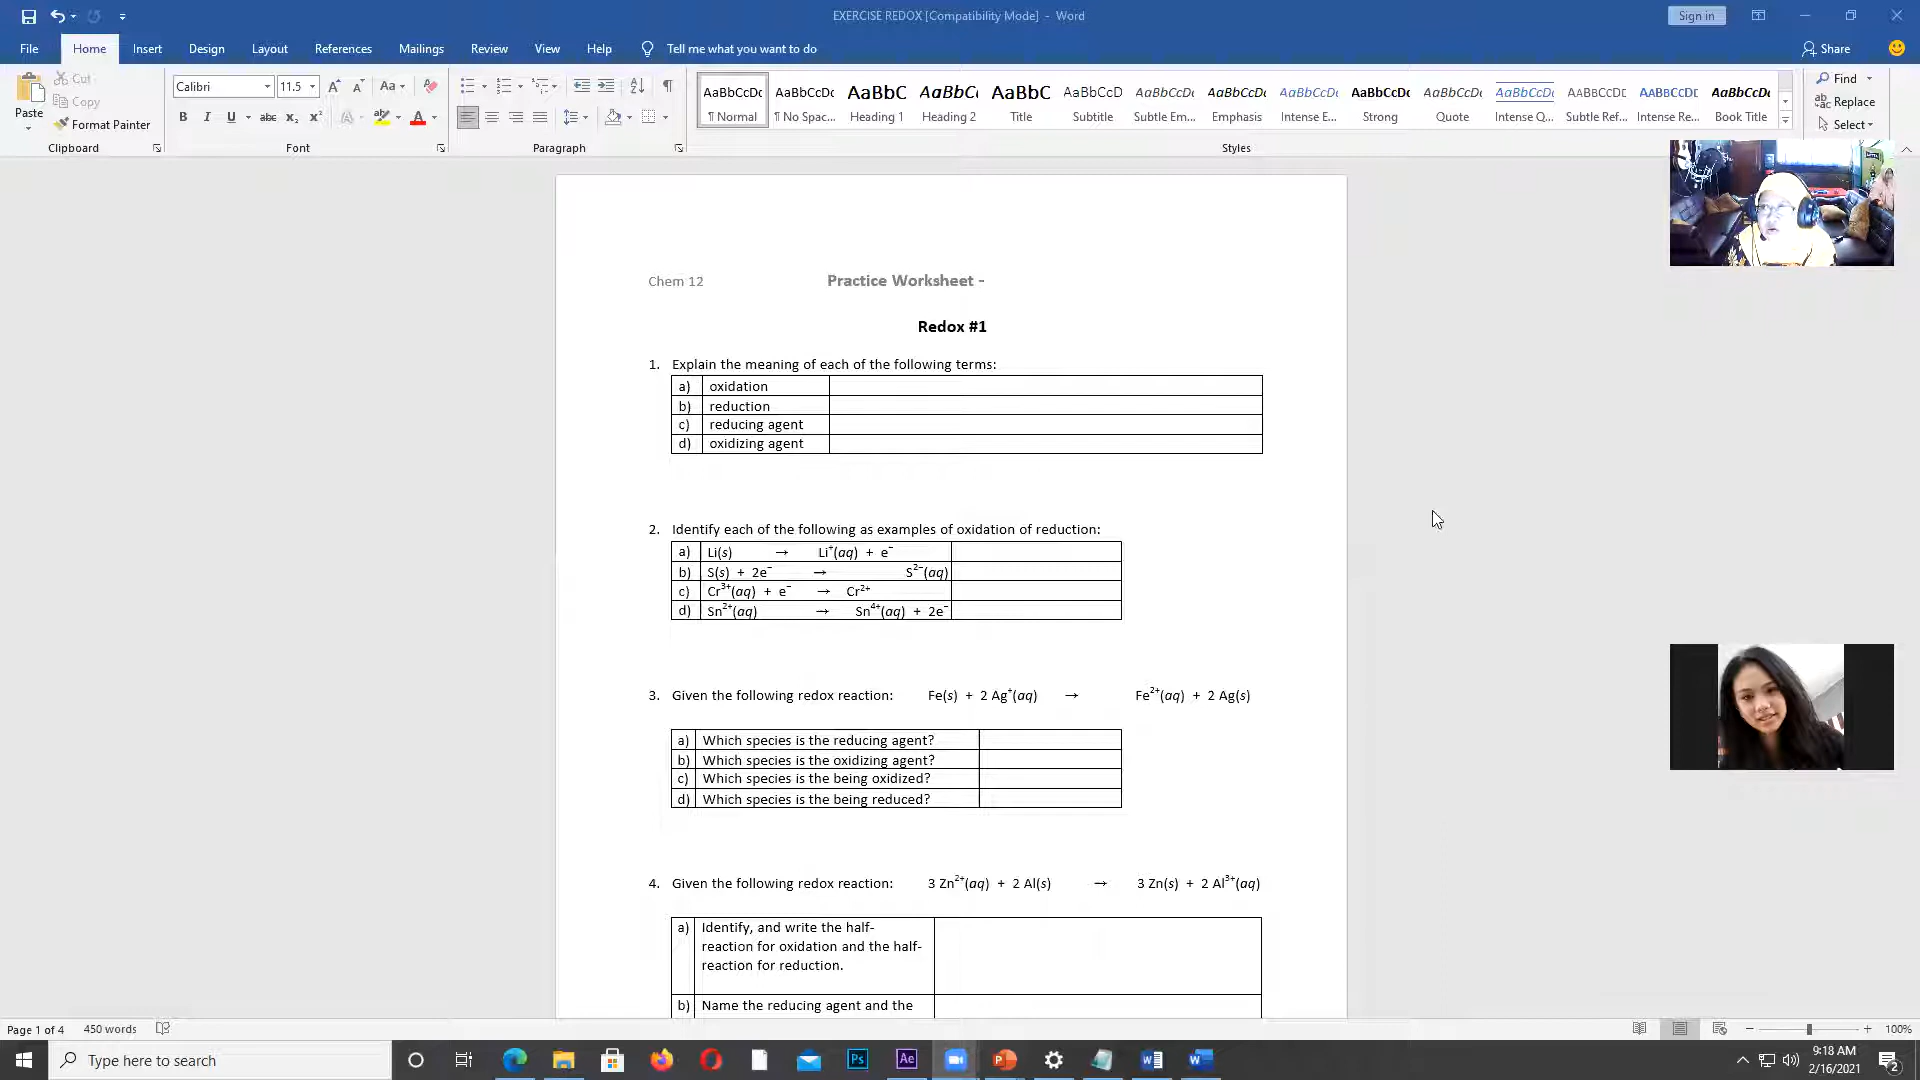 EXERCISE REDOX [Compatibility Mode] - Word
Sign in
File Home Insert Design Layout References Mailings Review View Help Tell me what you want to do
Share
Paste
Cut
Copy
Format Painter
Clipboard
Calibri 11.5
Font
Paragraph
AaBbCcDc AaBbCcDc AaBbC AaBbCc AaBbC AaBbCcD AaBbCcDc AaBbCcDc AaBbCcDc AaBbCcDc AaBbCcDc AaBbCcDc AaBbCcDc AaBbCcDc AaBbCcDc
¶ Normal ¶ No Spac... Heading 1 Heading 2 Title Subtitle Subtle Em... Emphasis Intense E... Strong Quote Intense Q... Subtle Ref... Intense Re... Book Title
Styles
Find
Replace
Select
Chem 12 Practice Worksheet -
Redox #1
1. Explain the meaning of each of the following terms:
a) oxidation
b) reduction
c) reducing agent
d) oxidizing agent
2. Identify each of the following as examples of oxidation of reduction:
a) Li(s) → Li⁺(aq) + e⁻
b) S(s) + 2e⁻ → S²⁻(aq)
c) Cr³⁺(aq) + e⁻ → Cr²⁺
d) Sn²⁺(aq) → Sn⁴⁺(aq) + 2e⁻
3. Given the following redox reaction: Fe(s) + 2 Ag⁺(aq) → Fe²⁺(aq) + 2 Ag(s)
a) Which species is the reducing agent?
b) Which species is the oxidizing agent?
c) Which species is the being oxidized?
d) Which species is the being reduced?
4. Given the following redox reaction: 3 Zn²⁺(aq) + 2 Al(s) → 3 Zn(s) + 2 Al³⁺(aq)
a) Identify, and write the half-
reaction for oxidation and the half-
reaction for reduction.
b) Name the reducing agent and the
Page 1 of 4 450 words
100%
Type here to search
9:18 AM
2/16/2021